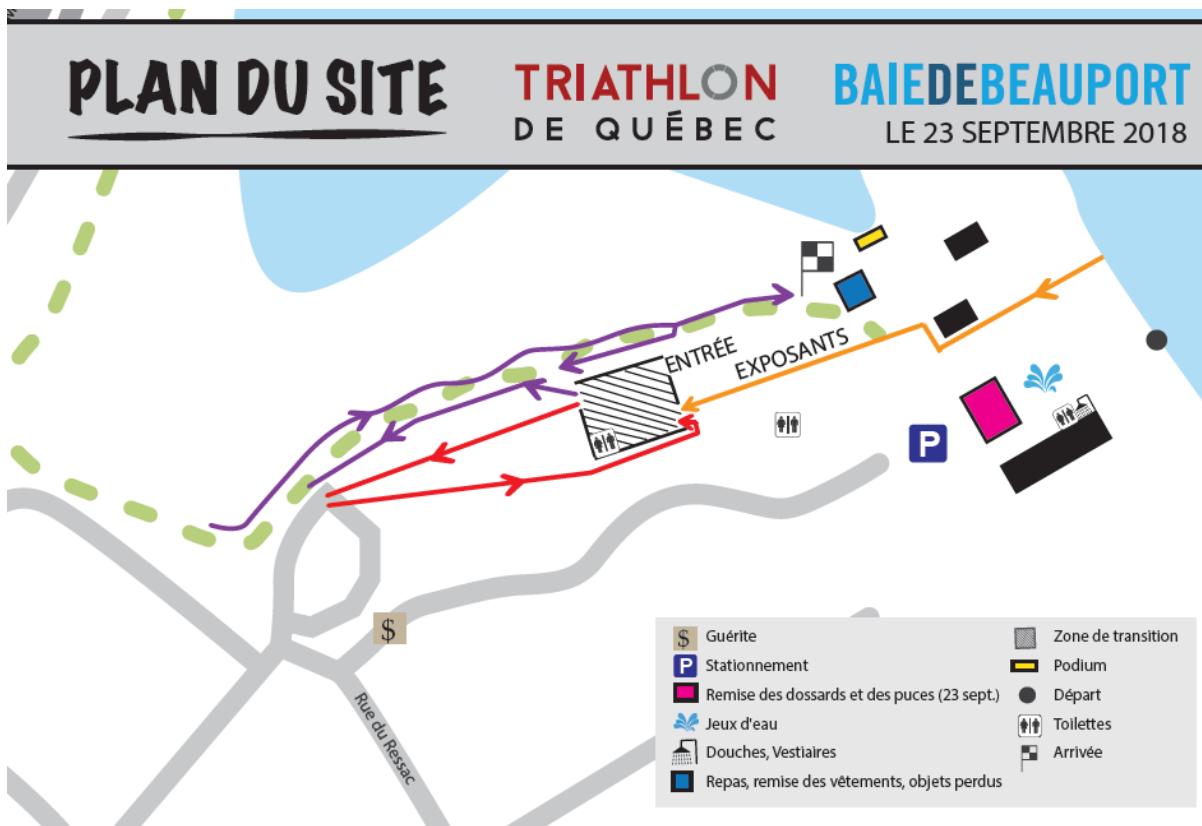 PLAN DU SITE
TRIATHLON
DE QUÉBEC
BAIEDEBEAUPORT
LE 23 SEPTEMBRE 2018
ENTRÉE
EXPOSANTS
P
$
Rue du Ressac
$ Guérite
P Stationnement
Remise des dossards et des puces (23 sept.)
Jeux d'eau
Douches, Vestiaires
Repas, remise des vêtements, objets perdus
Zone de transition
Podium
Départ
Toilettes
Arrivée